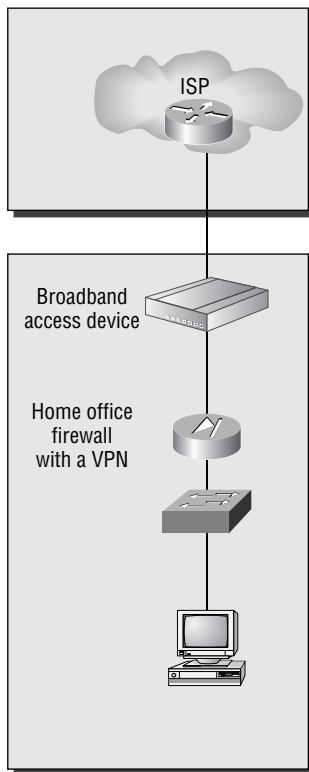 ISP
Broadband
access device
Home office
firewall
with a VPN